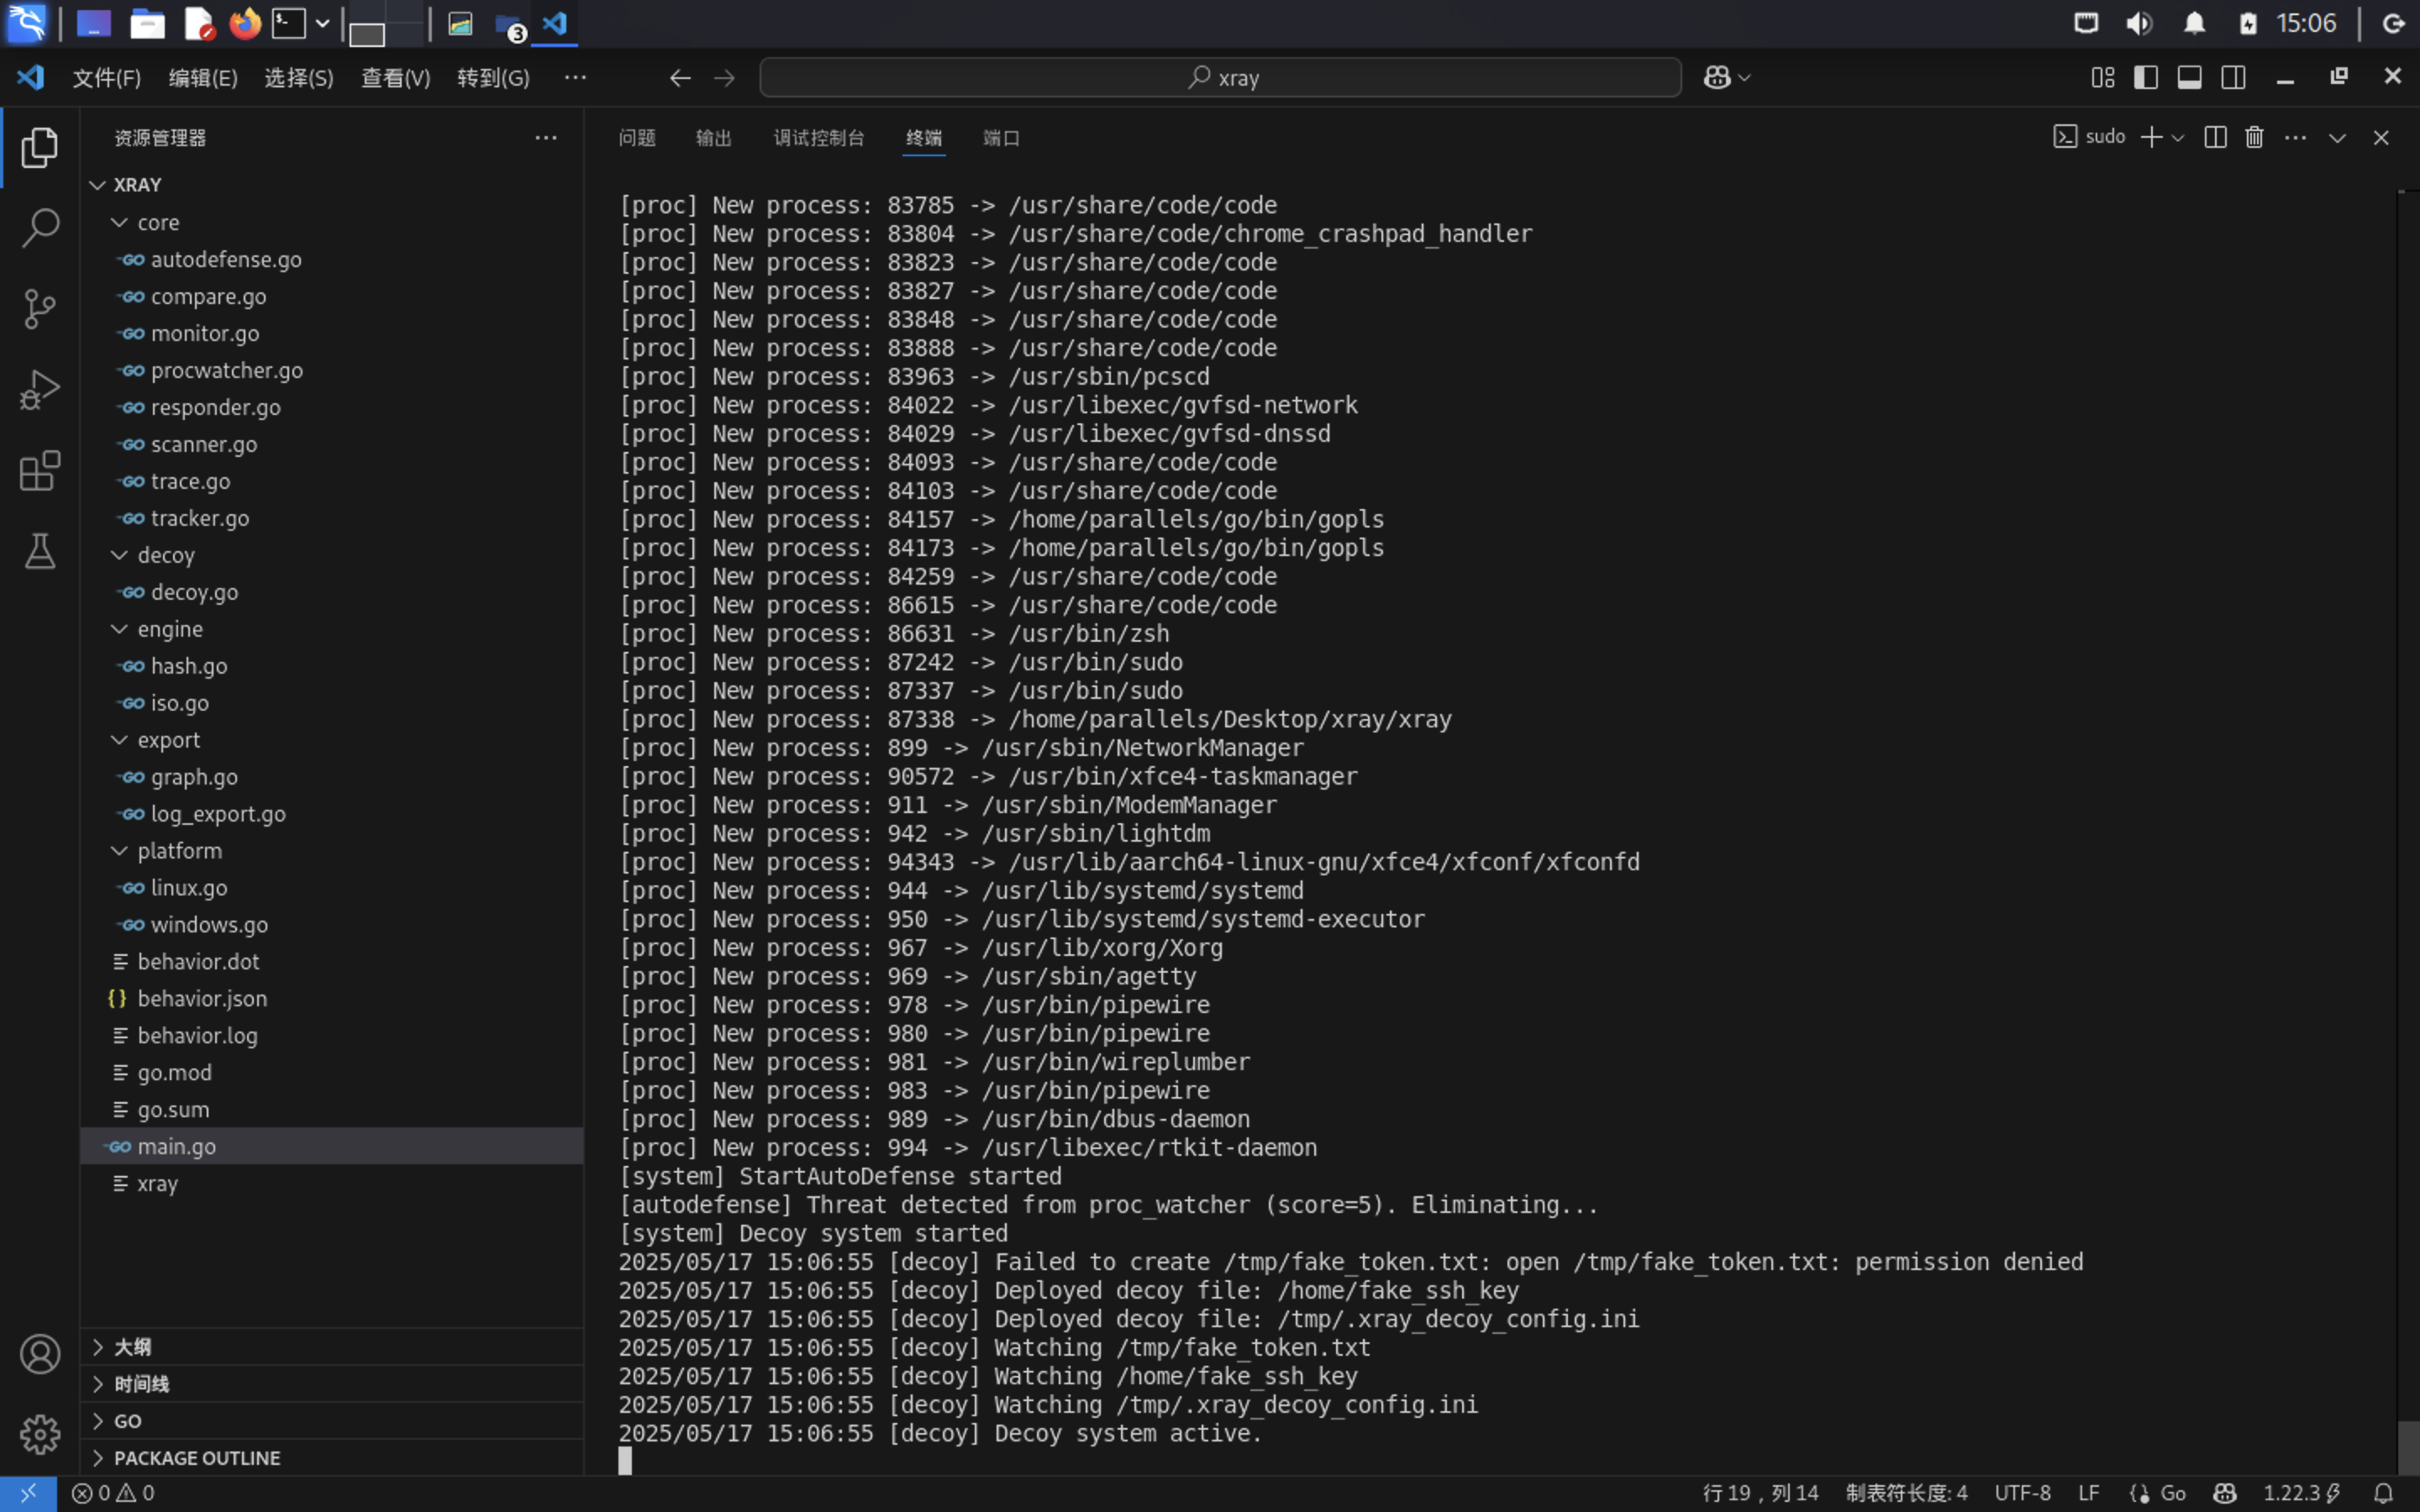 3
15:06
文件(F) 编辑(E) 选择(S) 查看(V) 转到(G) ···
xray
资源管理器
问题 输出 调试控制台 终端 端口
sudo
XRAY
core
GO autodefense.go
GO compare.go
GO monitor.go
GO procwatcher.go
GO responder.go
GO scanner.go
GO trace.go
GO tracker.go
decoy
GO decoy.go
engine
GO hash.go
GO iso.go
export
GO graph.go
GO log_export.go
platform
GO linux.go
GO windows.go
behavior.dot
{} behavior.json
behavior.log
go.mod
go.sum
GO main.go
xray
大纲
时间线
GO
PACKAGE OUTLINE
[proc] New process: 83785 -> /usr/share/code/code
[proc] New process: 83804 -> /usr/share/code/chrome_crashpad_handler
[proc] New process: 83823 -> /usr/share/code/code
[proc] New process: 83827 -> /usr/share/code/code
[proc] New process: 83848 -> /usr/share/code/code
[proc] New process: 83888 -> /usr/share/code/code
[proc] New process: 83963 -> /usr/sbin/pcscd
[proc] New process: 84022 -> /usr/libexec/gvfsd-network
[proc] New process: 84029 -> /usr/libexec/gvfsd-dnssd
[proc] New process: 84093 -> /usr/share/code/code
[proc] New process: 84103 -> /usr/share/code/code
[proc] New process: 84157 -> /home/parallels/go/bin/gopls
[proc] New process: 84173 -> /home/parallels/go/bin/gopls
[proc] New process: 84259 -> /usr/share/code/code
[proc] New process: 86615 -> /usr/share/code/code
[proc] New process: 86631 -> /usr/bin/zsh
[proc] New process: 87242 -> /usr/bin/sudo
[proc] New process: 87337 -> /usr/bin/sudo
[proc] New process: 87338 -> /home/parallels/Desktop/xray/xray
[proc] New process: 899 -> /usr/sbin/NetworkManager
[proc] New process: 90572 -> /usr/bin/xfce4-taskmanager
[proc] New process: 911 -> /usr/sbin/ModemManager
[proc] New process: 942 -> /usr/sbin/lightdm
[proc] New process: 94343 -> /usr/lib/aarch64-linux-gnu/xfce4/xfconf/xfconfd
[proc] New process: 944 -> /usr/lib/systemd/systemd
[proc] New process: 950 -> /usr/lib/systemd/systemd-executor
[proc] New process: 967 -> /usr/lib/xorg/Xorg
[proc] New process: 969 -> /usr/sbin/agetty
[proc] New process: 978 -> /usr/bin/pipewire
[proc] New process: 980 -> /usr/bin/pipewire
[proc] New process: 981 -> /usr/bin/wireplumber
[proc] New process: 983 -> /usr/bin/pipewire
[proc] New process: 989 -> /usr/bin/dbus-daemon
[proc] New process: 994 -> /usr/libexec/rtkit-daemon
[system] StartAutoDefense started
[autodefense] Threat detected from proc_watcher (score=5). Eliminating...
[system] Decoy system started
2025/05/17 15:06:55 [decoy] Failed to create /tmp/fake_token.txt: open /tmp/fake_token.txt: permission denied
2025/05/17 15:06:55 [decoy] Deployed decoy file: /home/fake_ssh_key
2025/05/17 15:06:55 [decoy] Deployed decoy file: /tmp/.xray_decoy_config.ini
2025/05/17 15:06:55 [decoy] Watching /tmp/fake_token.txt
2025/05/17 15:06:55 [decoy] Watching /home/fake_ssh_key
2025/05/17 15:06:55 [decoy] Watching /tmp/.xray_decoy_config.ini
2025/05/17 15:06:55 [decoy] Decoy system active.
0 0
行 19，列 14 制表符长度: 4 UTF-8 LF Go 1.22.3